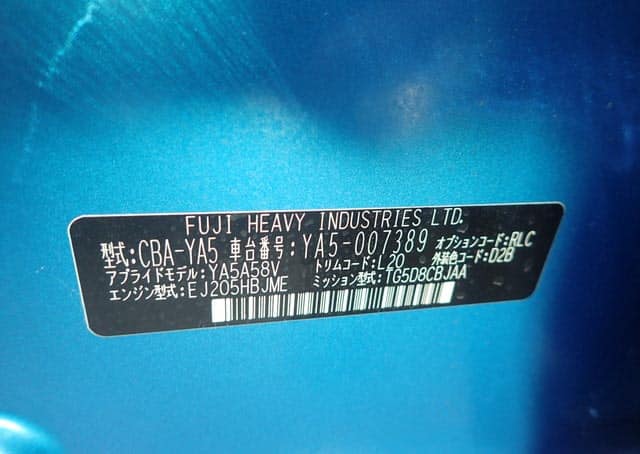 FUJI HEAVY INDUSTRIES LTD.
型式:CBA-YA5 車台番号:YA5-007389 オプションコード:RLC
アプライドモデル:YA5A58V トリムコード:L20 外装色コード:D2B
エンジン型式:EJ205HBJME ミッション型式:TG5D8CBJAA